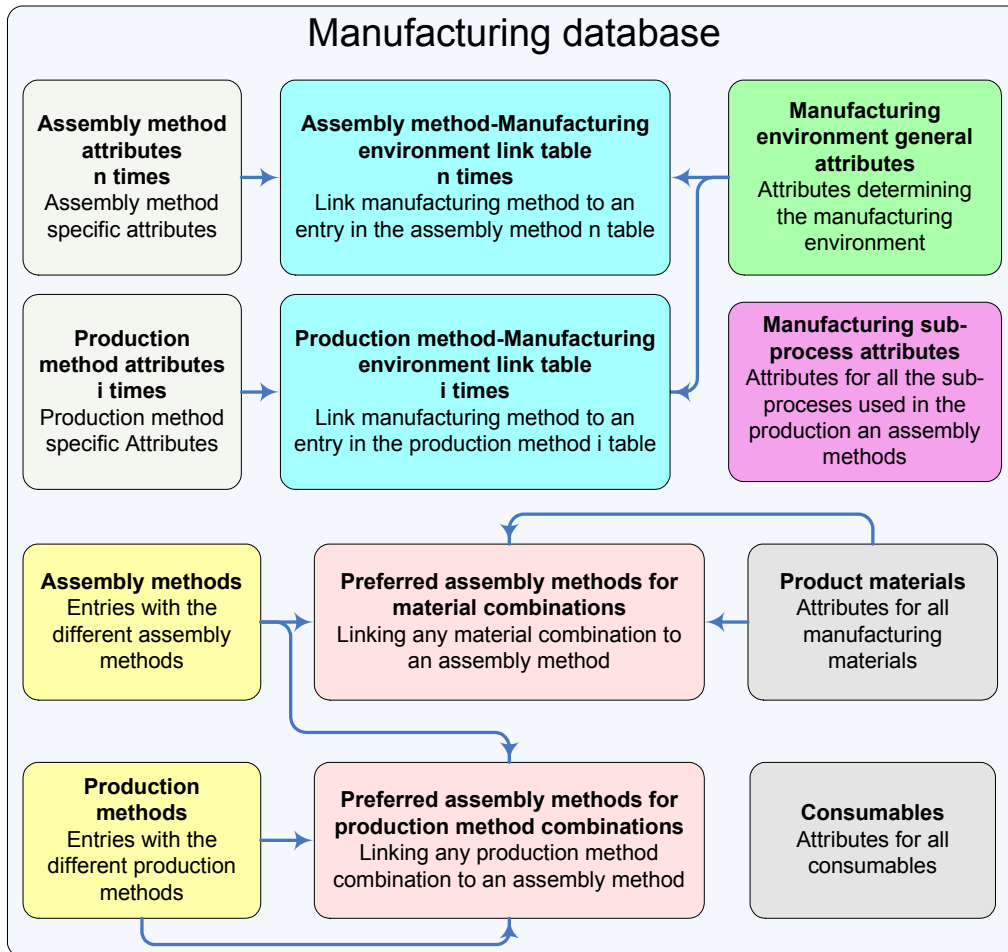 Manufacturing database
Assembly method
attributes
n times
Assembly method
specific attributes
Assembly method-Manufacturing
environment link table
n times
Link manufacturing method to an
entry in the assembly method n table
Manufacturing
environment general
attributes
Attributes determining
the manufacturing
environment
Production
method attributes
i times
Production method
specific Attributes
Production method-Manufacturing
environment link table
i times
Link manufacturing method to an
entry in the production method i table
Manufacturing sub-
process attributes
Attributes for all the sub-
proceses used in the
production an assembly
methods
Assembly methods
Entries with the
different assembly
methods
Preferred assembly methods for
material combinations
Linking any material combination to
an assembly method
Product materials
Attributes for all
manufacturing
materials
Production
methods
Entries with the
different production
methods
Preferred assembly methods for
production method combinations
Linking any production method
combination to an assembly method
Consumables
Attributes for all
consumables